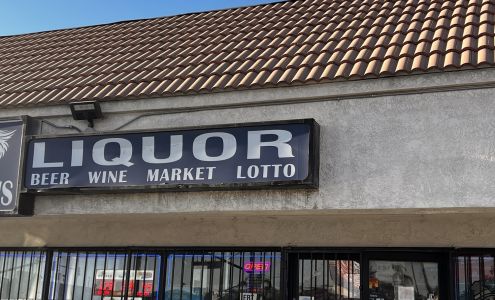 LIQUOR
BEER WINE MARKET LOTTO
'S
OPEN